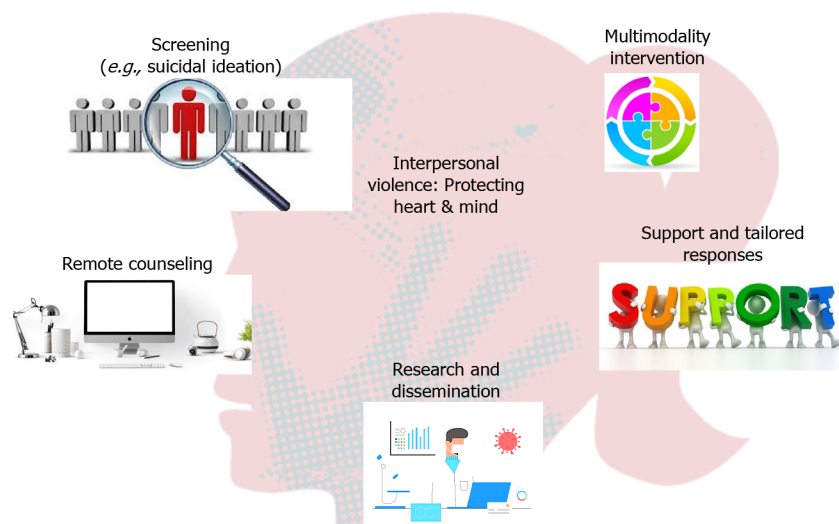 Screening
(e.g., suicidal ideation)
Multimodality
intervention
Interpersonal
violence: Protecting
heart & mind
Remote counseling
Support and tailored
responses
SUPPORT
Research and
dissemination